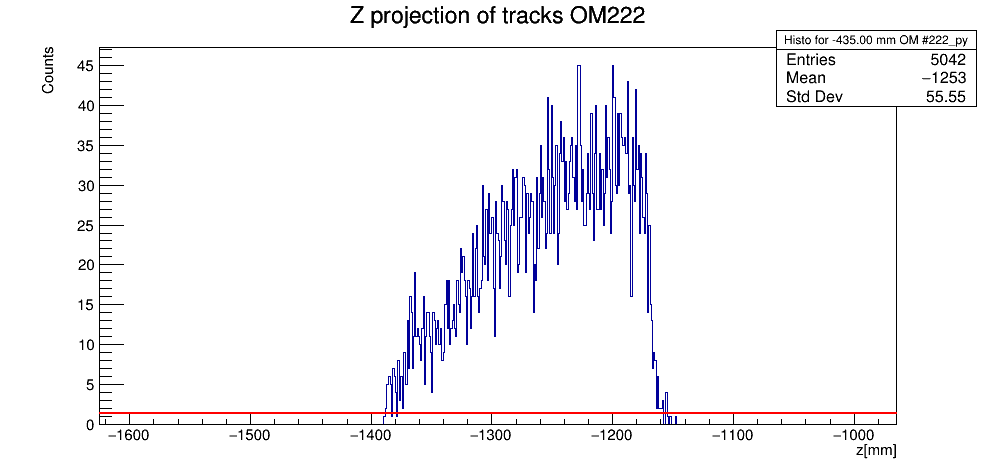 Z projection of tracks OM222
Histo for -435.00 mm OM #222_py
Entries 5042
Mean −1253
Std Dev 55.55
Counts
45
40
35
30
25
20
15
10
5
0
−1600 −1500 −1400 −1300 −1200 −1100 −1000
z[mm]